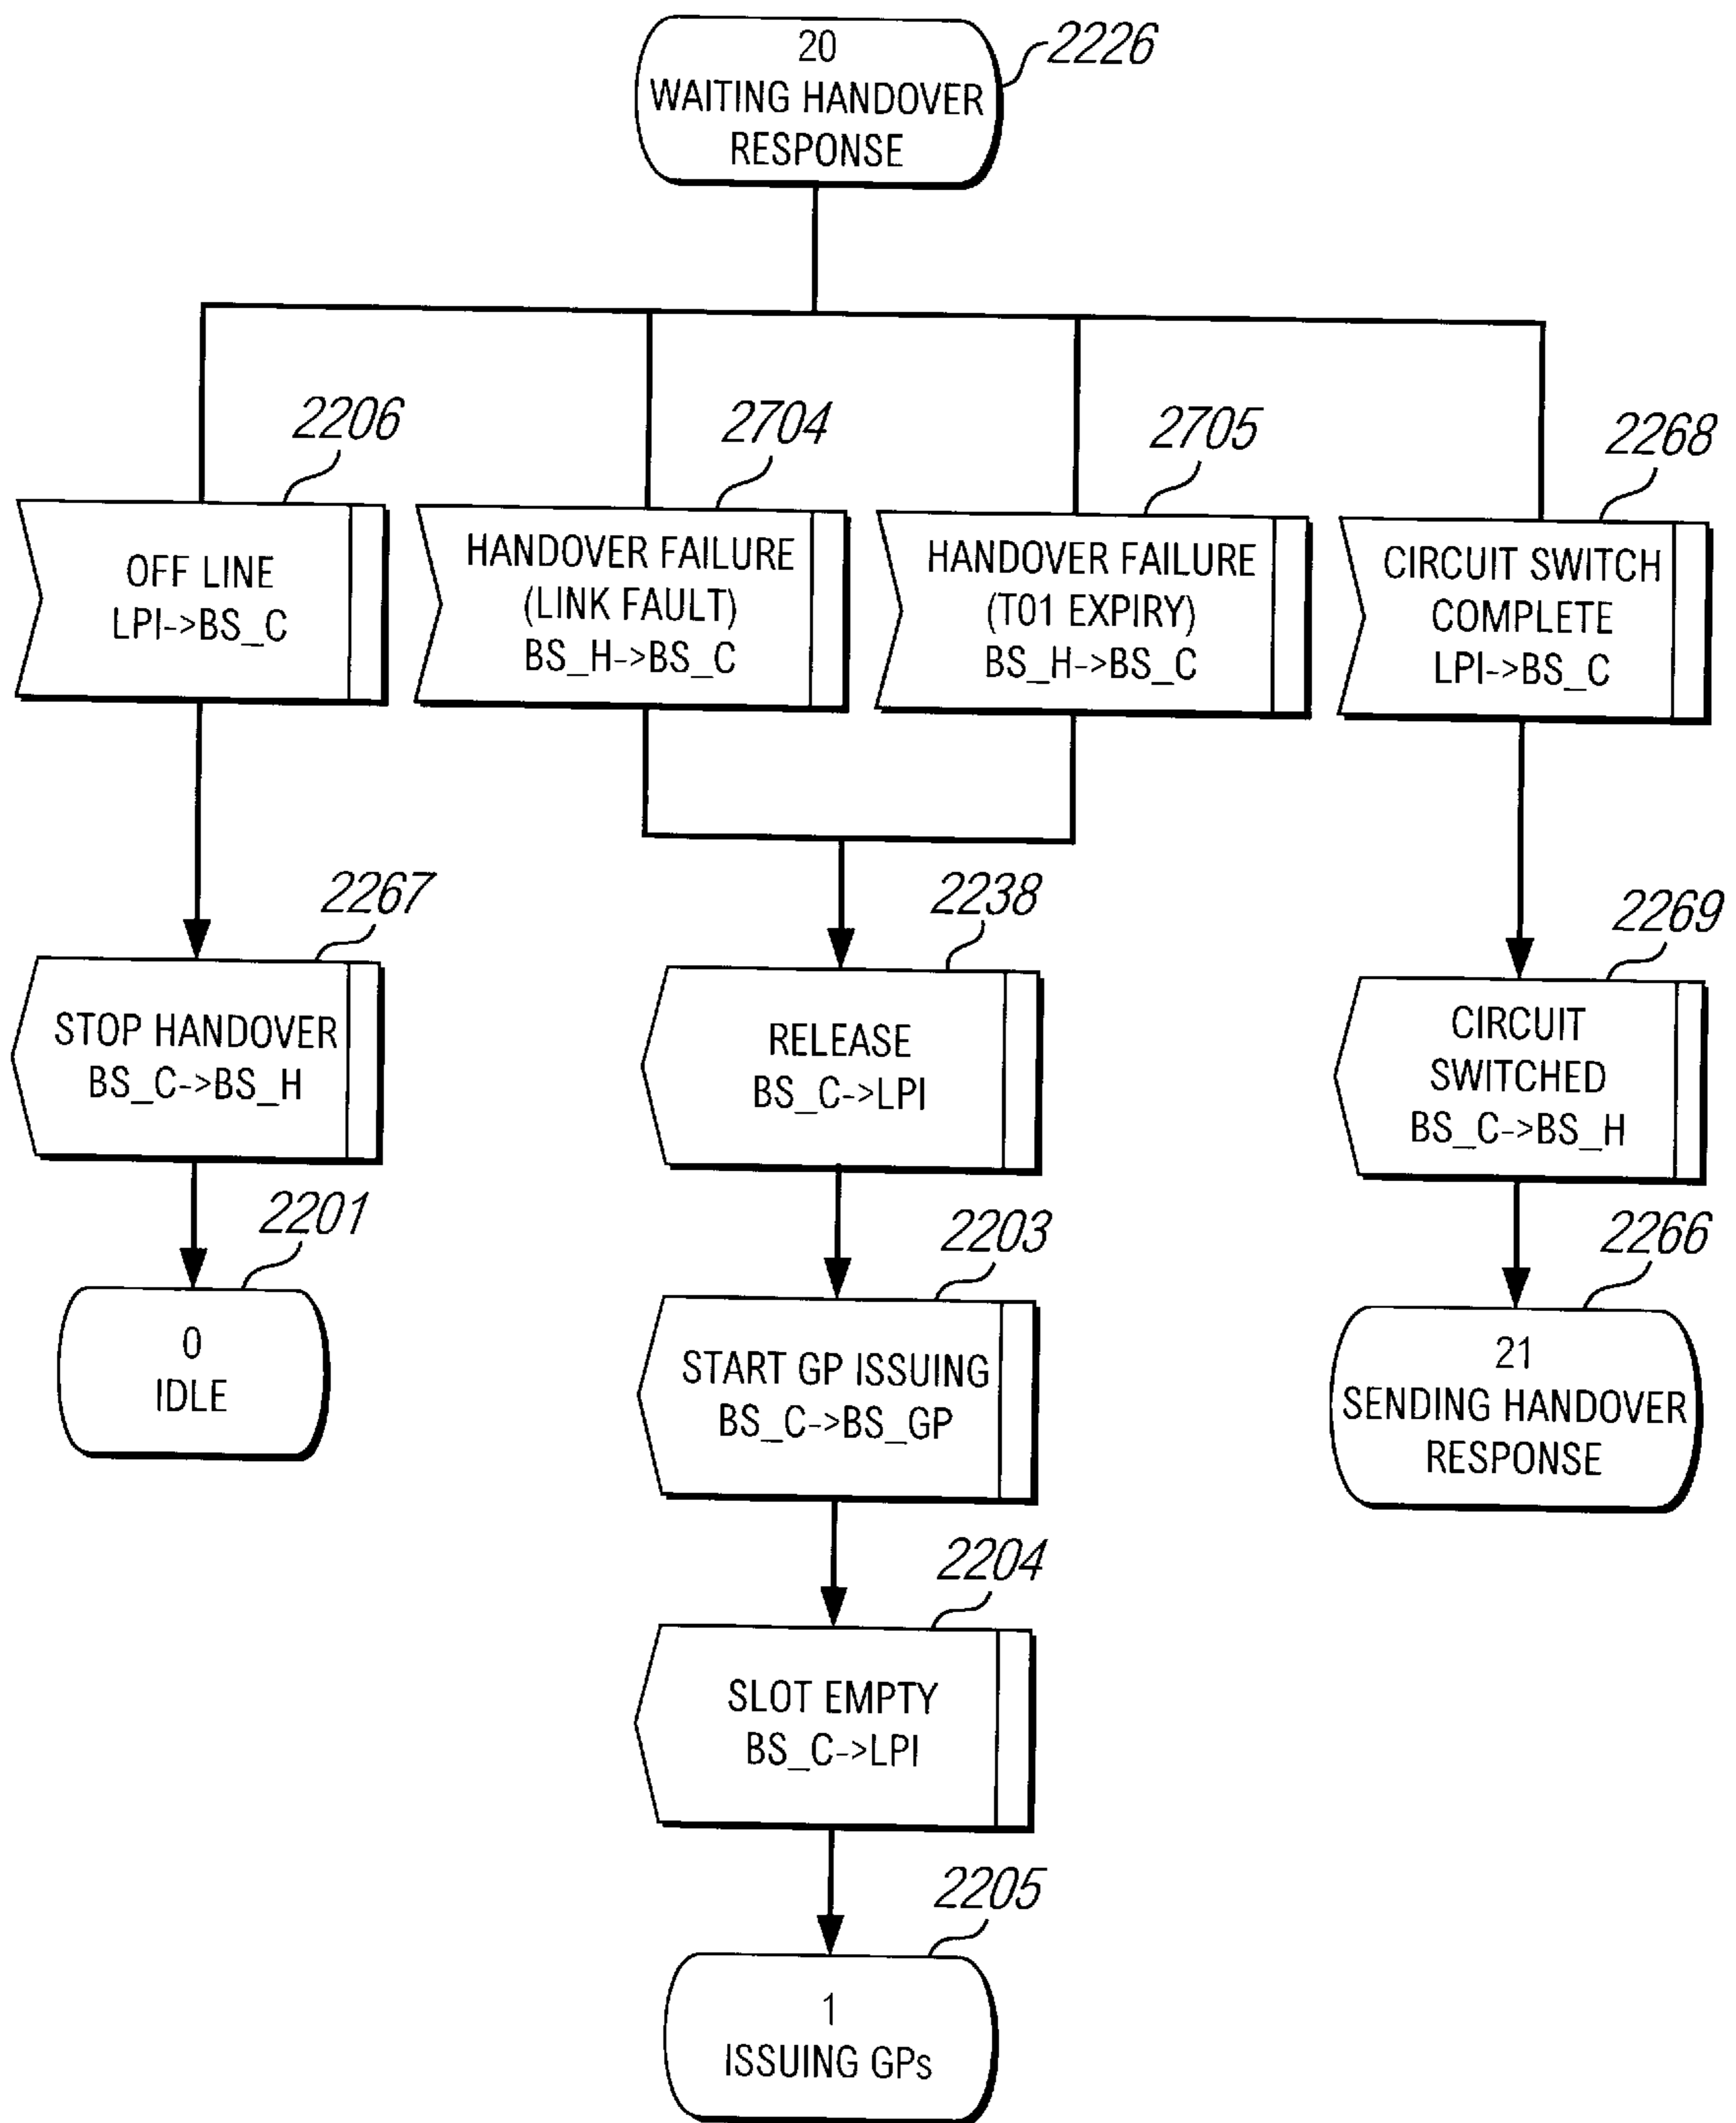 20
WAITING HANDOVER
RESPONSE
2226
2206
OFF LINE
LPI->BS_C
2704
HANDOVER FAILURE
(LINK FAULT)
BS_H->BS_C
2705
HANDOVER FAILURE
(T01 EXPIRY)
BS_H->BS_C
2268
CIRCUIT SWITCH
COMPLETE
LPI->BS_C
2267
STOP HANDOVER
BS_C->BS_H
2238
RELEASE
BS_C->LPI
2269
CIRCUIT
SWITCHED
BS_C->BS_H
2201
0
IDLE
2203
START GP ISSUING
BS_C->BS_GP
2266
21
SENDING HANDOVER
RESPONSE
2204
SLOT EMPTY
BS_C->LPI
2205
1
ISSUING GPs